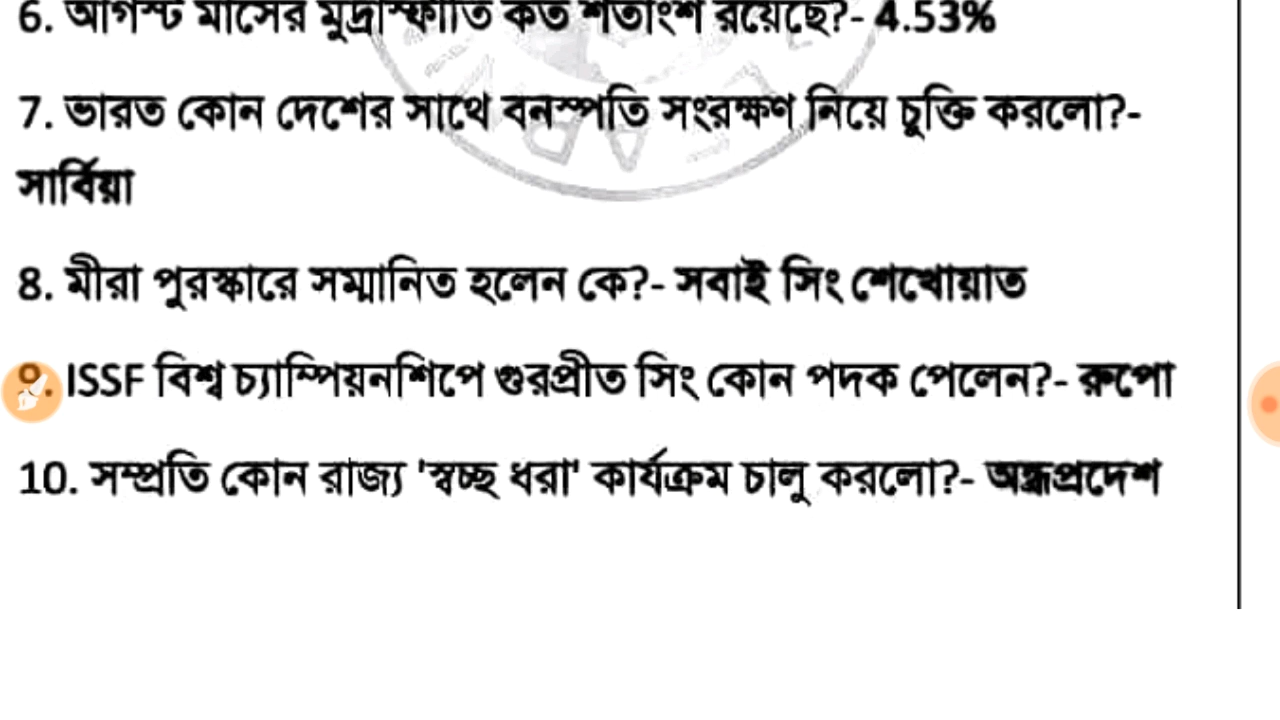 6. আগস্ট মাসের মুদ্রাস্ফীতি কত শতাংশ রয়েছে?- 4.53%
7. ভারত কোন দেশের সাথে বনস্পতি সংরক্ষণ নিয়ে চুক্তি করলো?-
সার্বিয়া
8. মীরা পুরস্কারে সম্মানিত হলেন কে?- সবাই সিং শেখোয়াত
9. ISSF বিশ্ব চ্যাম্পিয়নশিপে গুরপ্রীত সিং কোন পদক পেলেন?- রুপো
10. সম্প্রতি কোন রাজ্য 'স্বচ্ছ ধরা' কার্যক্রম চালু করলো?- অন্ধ্রপ্রদেশ